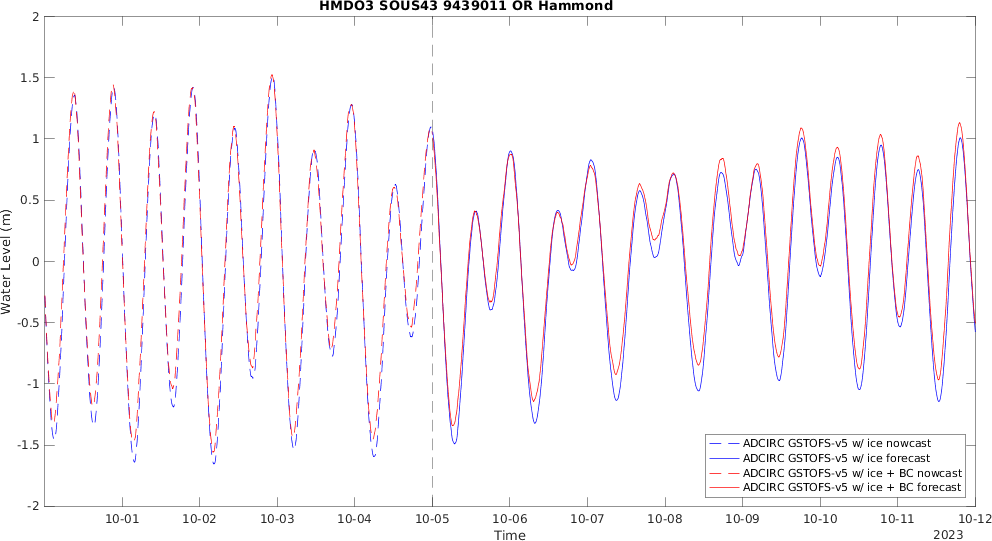 HMDO3 SOUS43 9439011 OR Hammond
2
1.5
1
0.5
0
-0.5
-1
-1.5
-2
Water Level (m)
ADCIRC GSTOFS-v5 w/ ice nowcast
ADCIRC GSTOFS-v5 w/ ice forecast
ADCIRC GSTOFS-v5 w/ ice + BC nowcast
ADCIRC GSTOFS-v5 w/ ice + BC forecast
10-01 10-02 10-03 10-04 10-05 10-06 10-07 10-08 10-09 10-10 10-11 10-12
Time
2023